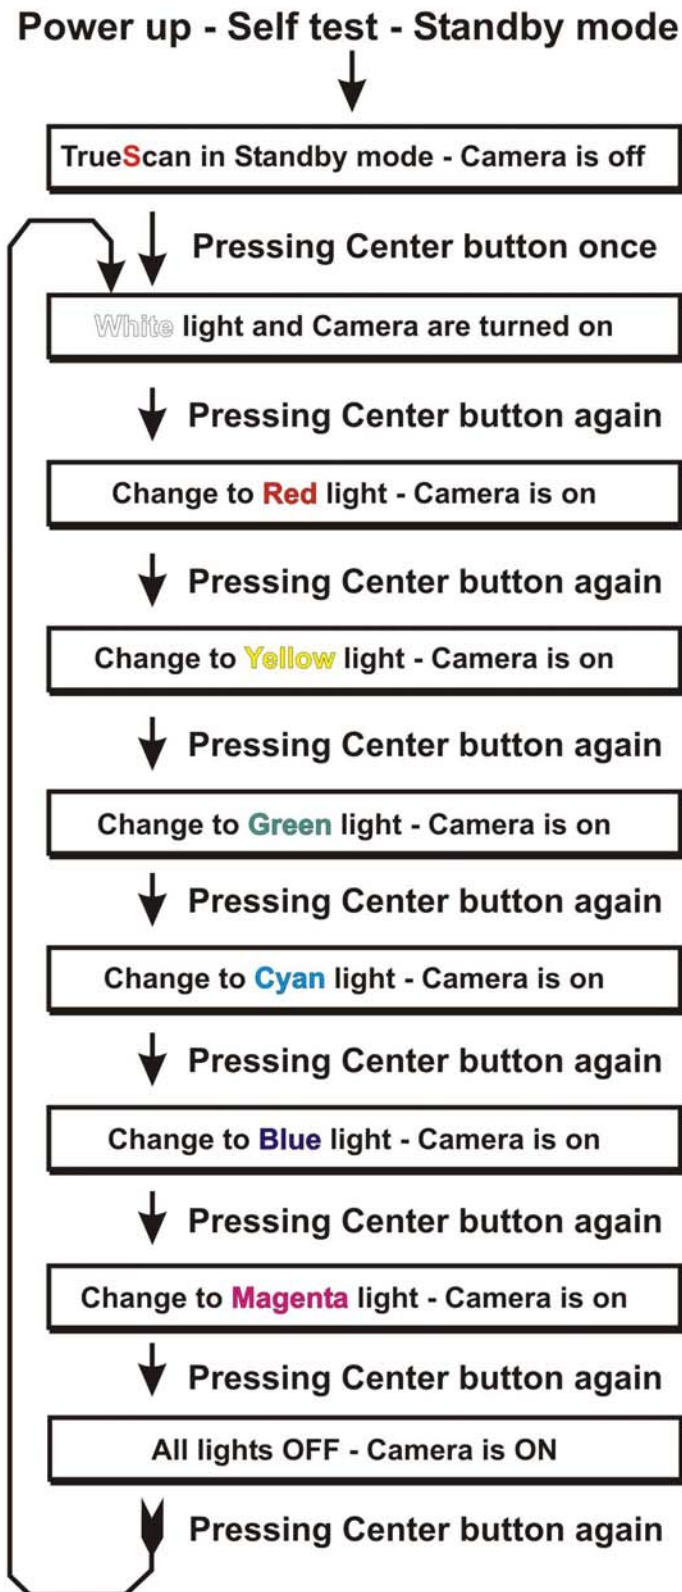 Power up - Self test - Standby mode
TrueScan in Standby mode - Camera is off
Pressing Center button once
White light and Camera are turned on
Pressing Center button again
Change to Red light - Camera is on
Pressing Center button again
Change to Yellow light - Camera is on
Pressing Center button again
Change to Green light - Camera is on
Pressing Center button again
Change to Cyan light - Camera is on
Pressing Center button again
Change to Blue light - Camera is on
Pressing Center button again
Change to Magenta light - Camera is on
Pressing Center button again
All lights OFF - Camera is ON
Pressing Center button again